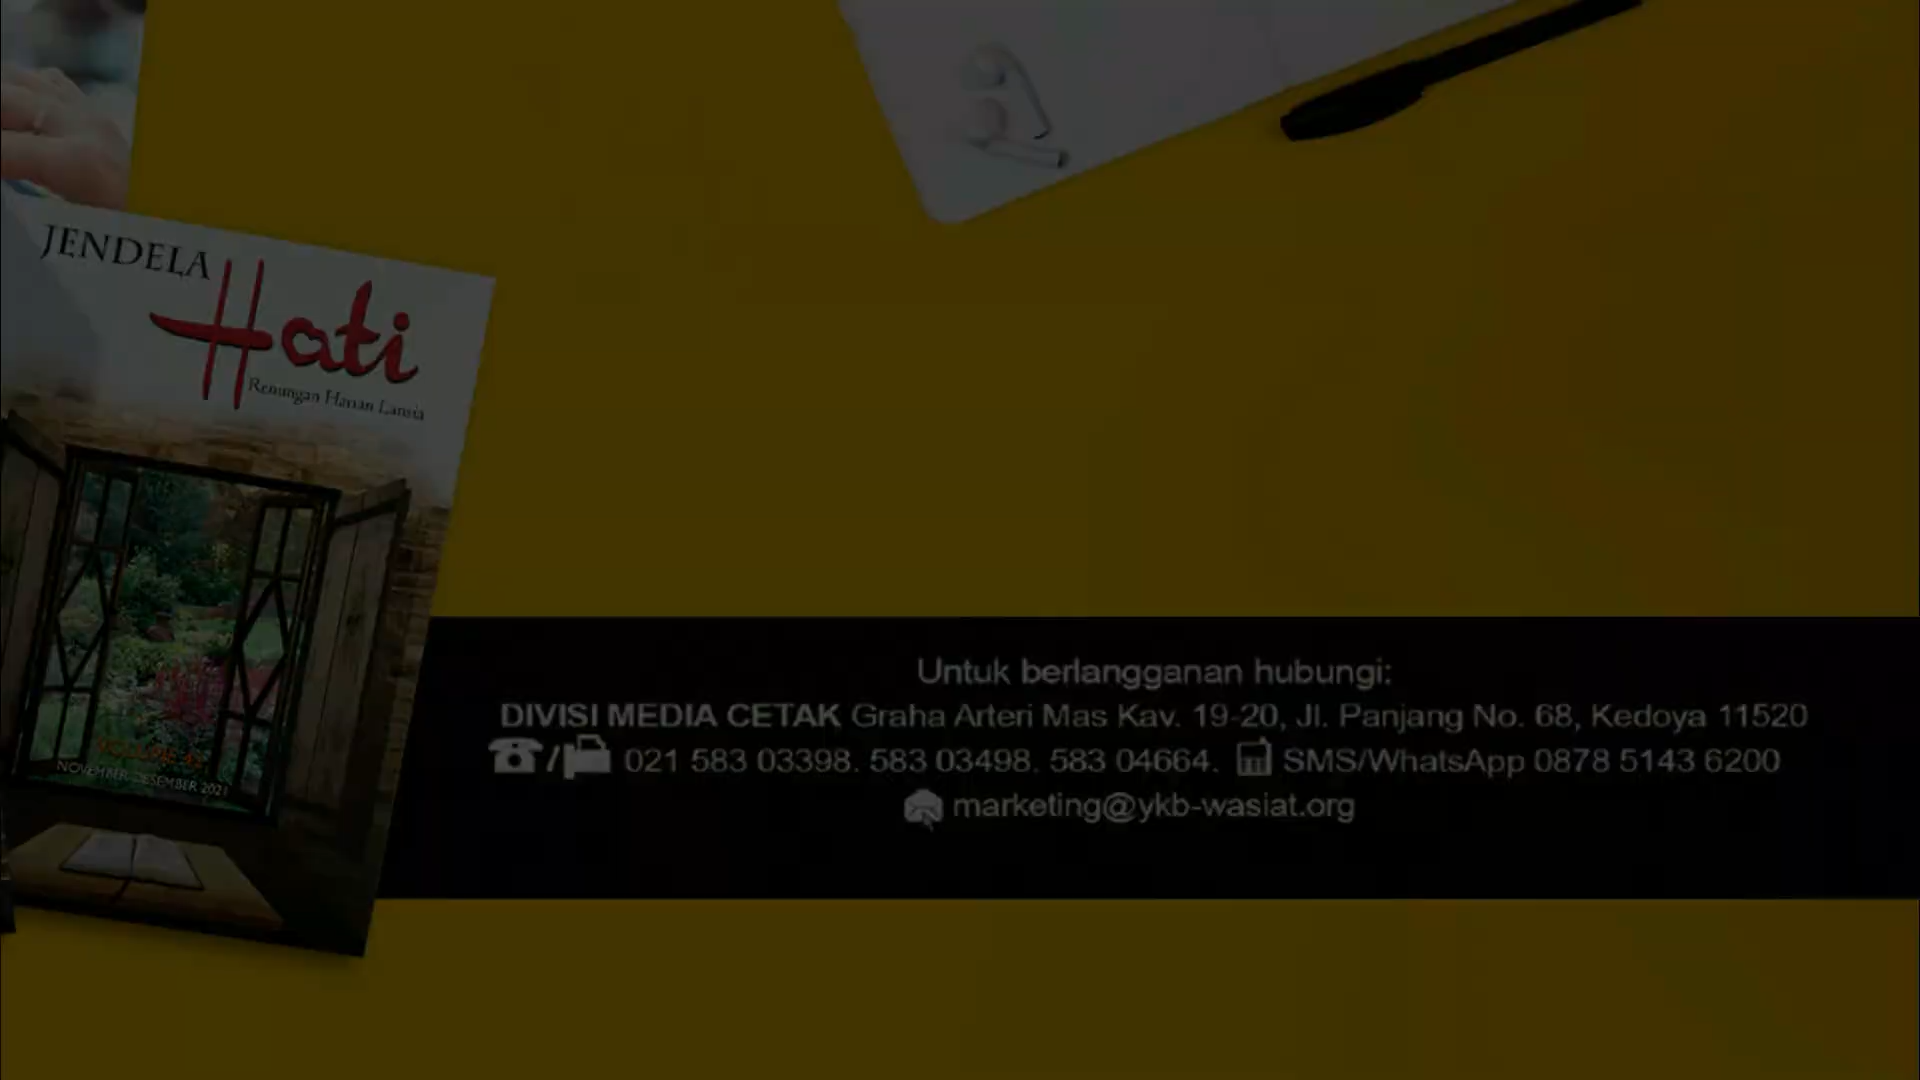 JENDELA
Hati
Renungan Harian Lansia
VOLUME 42
NOVEMBER-DESEMBER 2021
Untuk berlangganan hubungi:
DIVISI MEDIA CETAK Graha Arteri Mas Kav. 19-20, Jl. Panjang No. 68, Kedoya 11520
/ 021 583 03398. 583 03498. 583 04664. SMS/WhatsApp 0878 5143 6200
marketing@ykb-wasiat.org